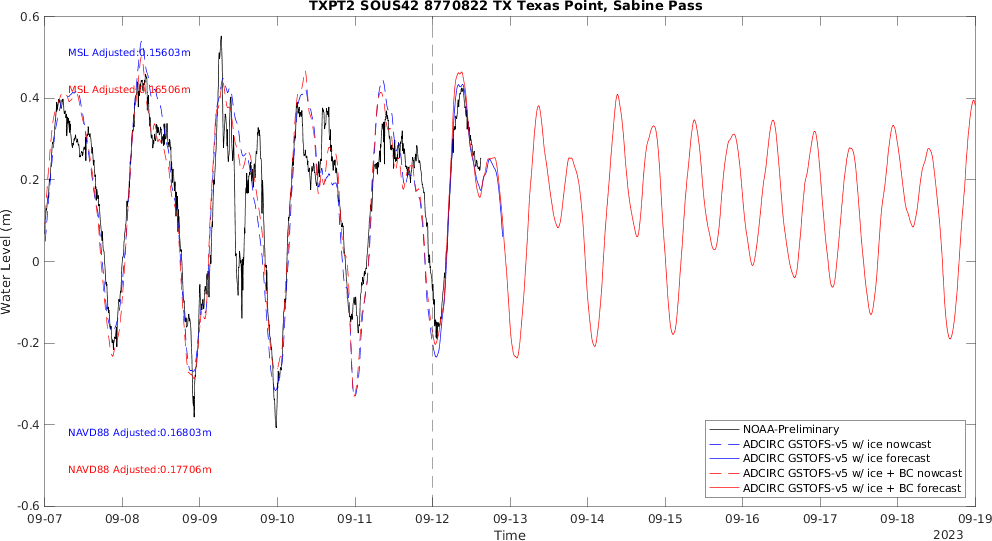 TXPT2 SOUS42 8770822 TX Texas Point, Sabine Pass
Water Level (m)
0.6
0.4
0.2
0
-0.2
-0.4
-0.6
MSL Adjusted:0.15603m
MSL Adjusted:0.16506m
NAVD88 Adjusted:0.16803m
NAVD88 Adjusted:0.17706m
NOAA-Preliminary
ADCIRC GSTOFS-v5 w/ ice nowcast
ADCIRC GSTOFS-v5 w/ ice forecast
ADCIRC GSTOFS-v5 w/ ice + BC nowcast
ADCIRC GSTOFS-v5 w/ ice + BC forecast
09-07 09-08 09-09 09-10 09-11 09-12 09-13 09-14 09-15 09-16 09-17 09-18 09-19
Time
2023